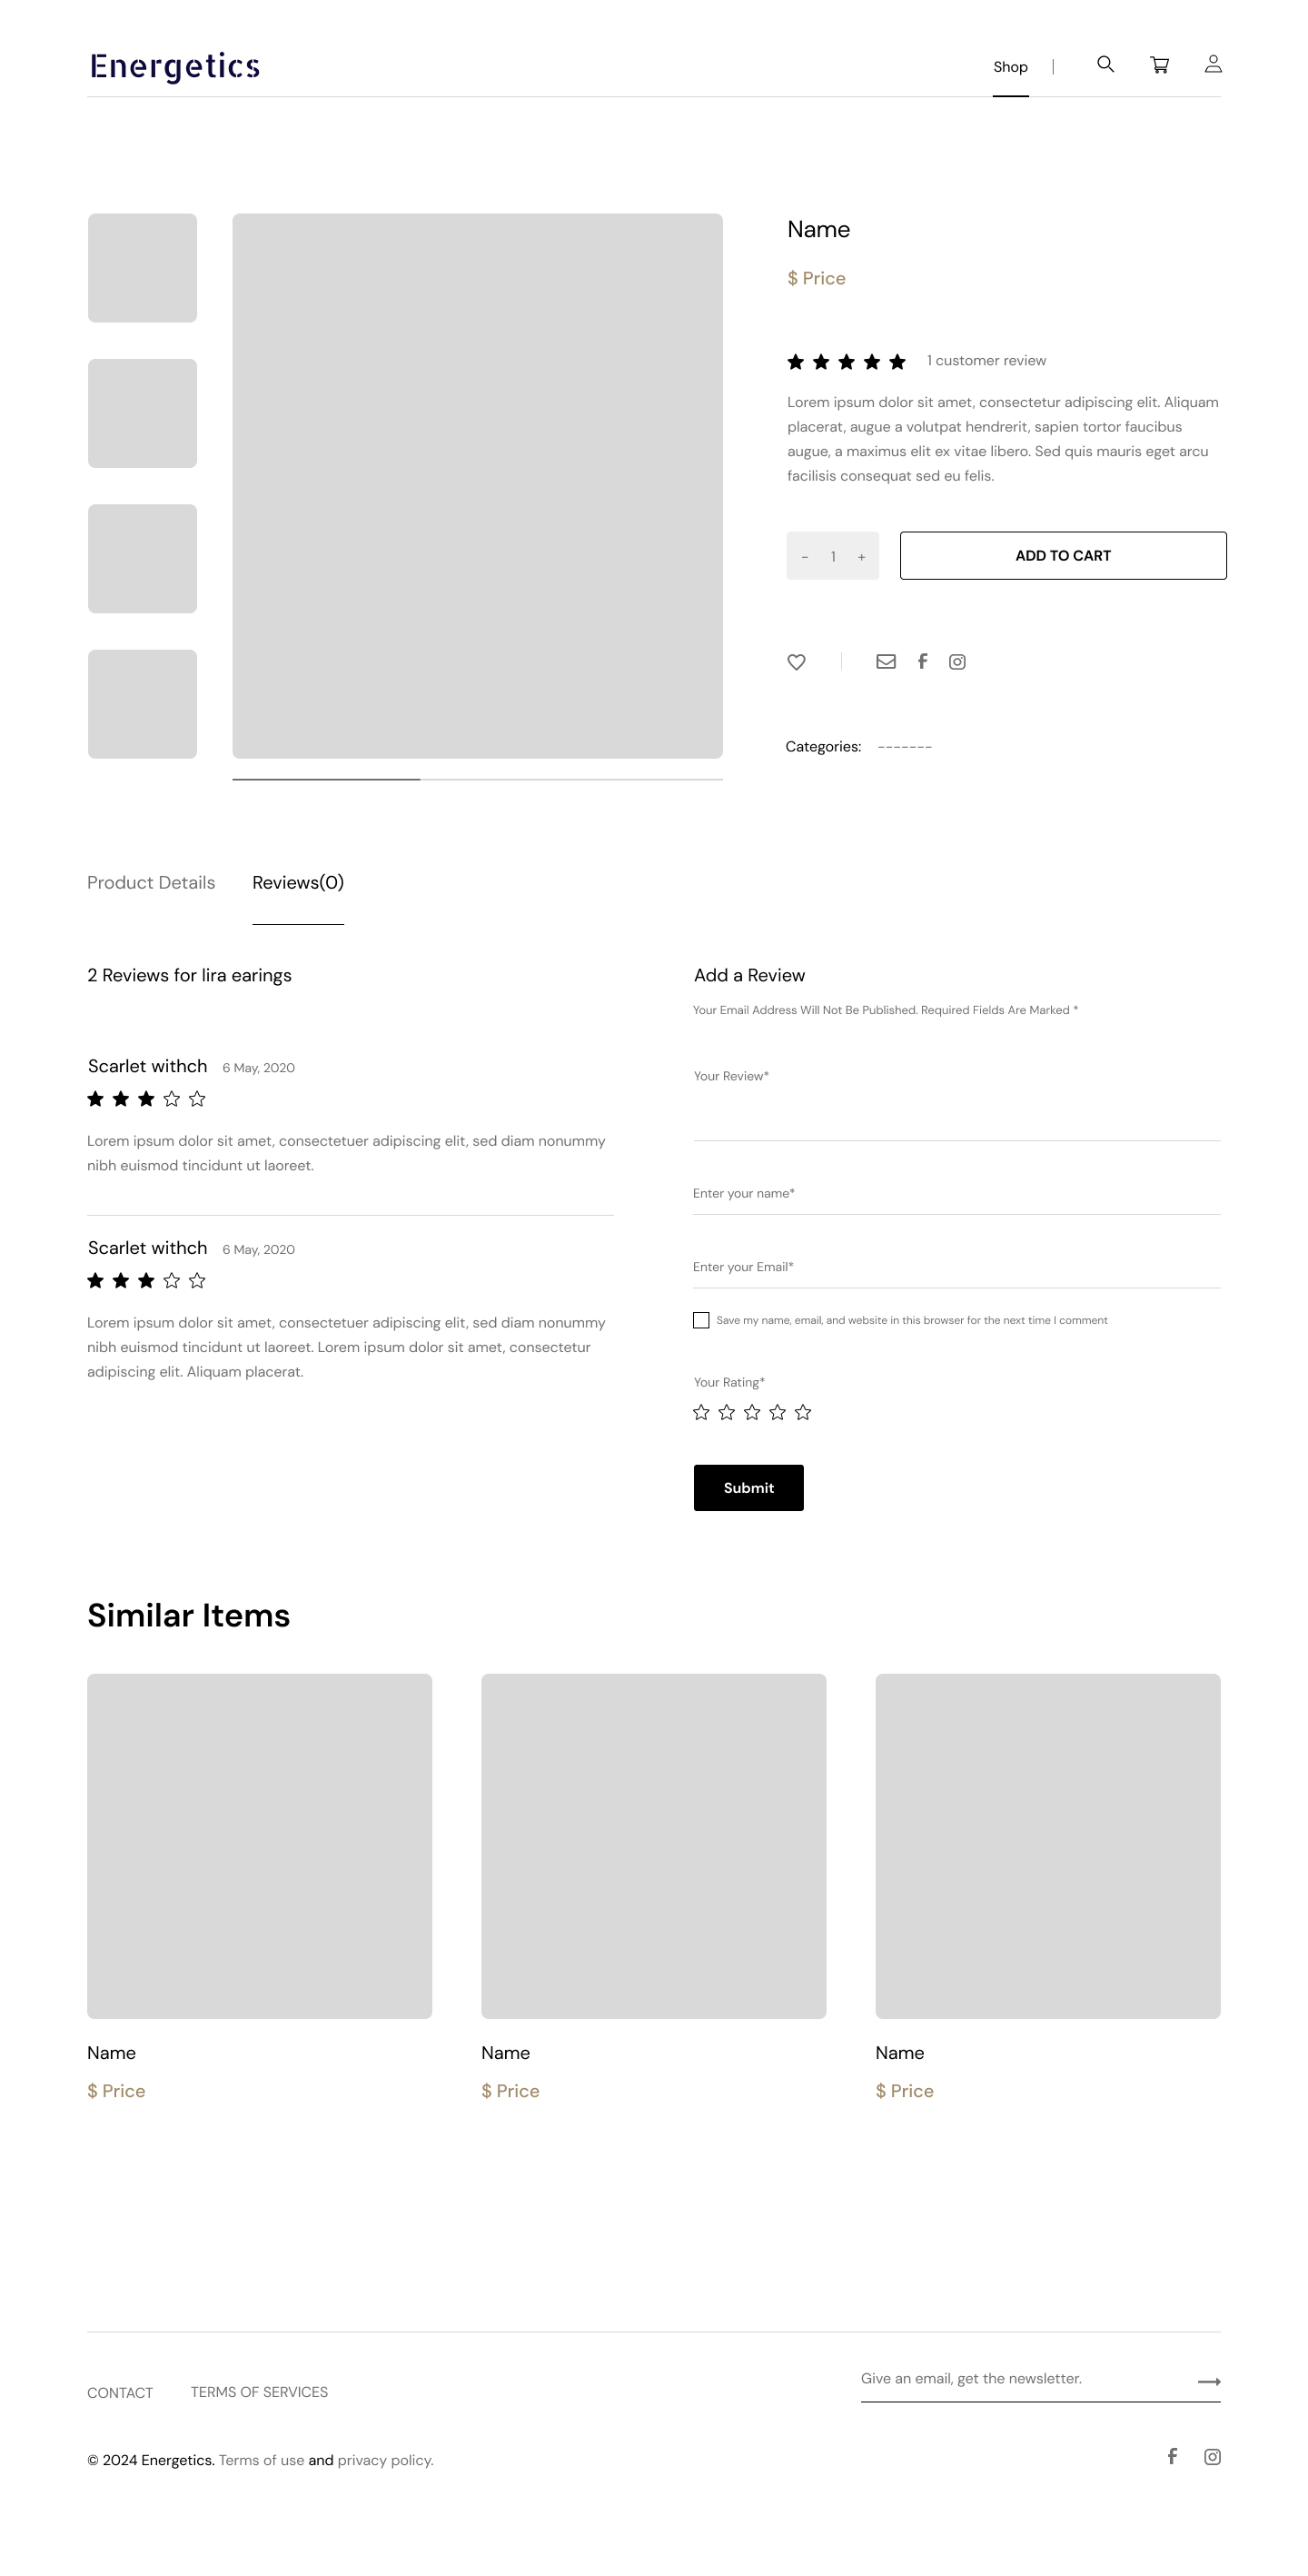 Energetics
Shop
Name
$ Price
1 customer review
Lorem ipsum dolor sit amet, consectetur adipiscing elit. Aliquam
placerat, augue a volutpat hendrerit, sapien tortor faucibus
augue, a maximus elit ex vitae libero. Sed quis mauris eget arcu
facilisis consequat sed eu felis.
- 1 +
ADD TO CART
Categories: -------
Product Details
Reviews(0)
2 Reviews for lira earings
Scarlet withch 6 May, 2020
Lorem ipsum dolor sit amet, consectetuer adipiscing elit, sed diam nonummy
nibh euismod tincidunt ut laoreet.
Scarlet withch 6 May, 2020
Lorem ipsum dolor sit amet, consectetuer adipiscing elit, sed diam nonummy
nibh euismod tincidunt ut laoreet. Lorem ipsum dolor sit amet, consectetur
adipiscing elit. Aliquam placerat.
Add a Review
Your Email Address Will Not Be Published. Required Fields Are Marked *
Your Review*
Enter your name*
Enter your Email*
Save my name, email, and website in this browser for the next time I comment
Your Rating*
Submit
Similar Items
Name
$ Price
Name
$ Price
Name
$ Price
CONTACT
TERMS OF SERVICES
Give an email, get the newsletter.
© 2024 Energetics. Terms of use and privacy policy.